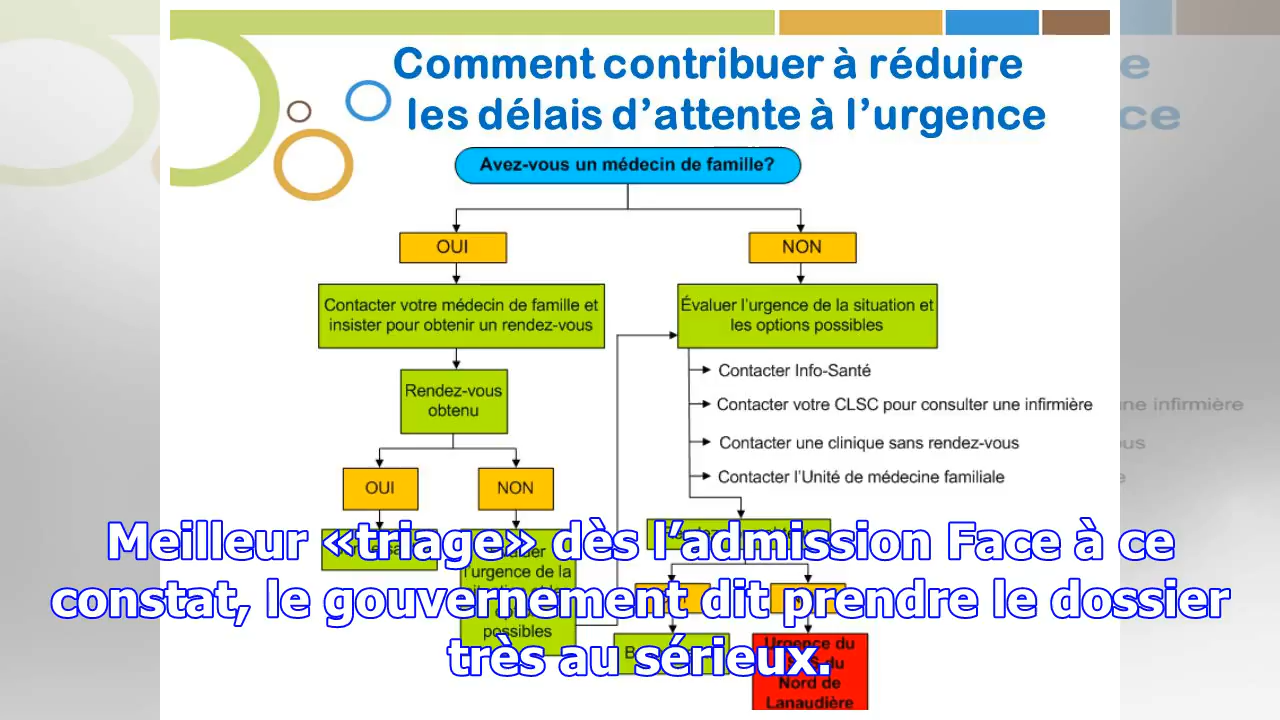 Comment contribuer à réduire
les délais d'attente à l'urgence
Avez-vous un médecin de famille?
OUI
NON
Contacter votre médecin de famille et
insister pour obtenir un rendez-vous
Évaluer l'urgence de la situation et
les options possibles
Contacter Info-Santé
Contacter votre CLSC pour consulter une infirmière
Contacter une clinique sans rendez-vous
Contacter l'Unité de médecine familiale
Rendez-vous
obtenu
OUI
NON
l'urgence de la
possibles
Urgence du
du
Nord de
Lanaudière
Meilleur «triage» dès l'admission Face à ce
constat, le gouvernement dit prendre le dossier
très au sérieux.